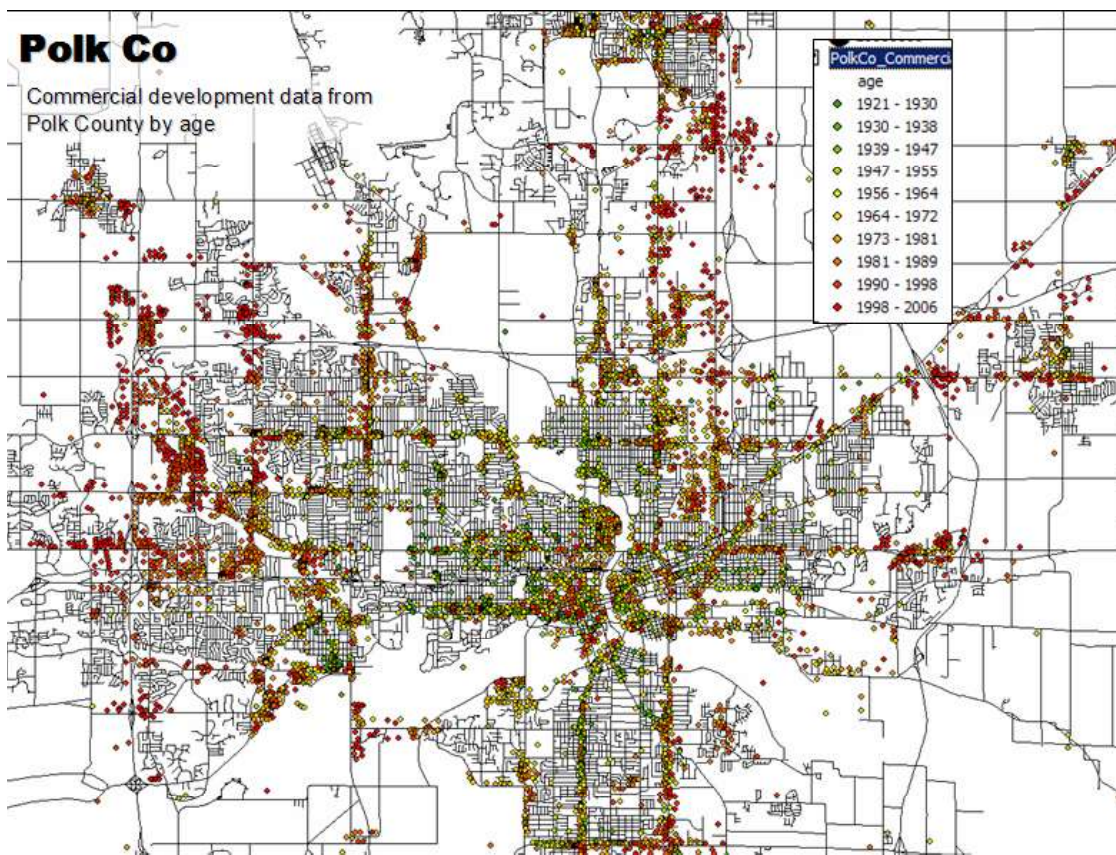 Polk Co
Commercial development data from
Polk County by age
PolkCo_Commerci
age
1921 - 1930
1930 - 1938
1939 - 1947
1947 - 1955
1956 - 1964
1964 - 1972
1973 - 1981
1981 - 1989
1990 - 1998
1998 - 2006